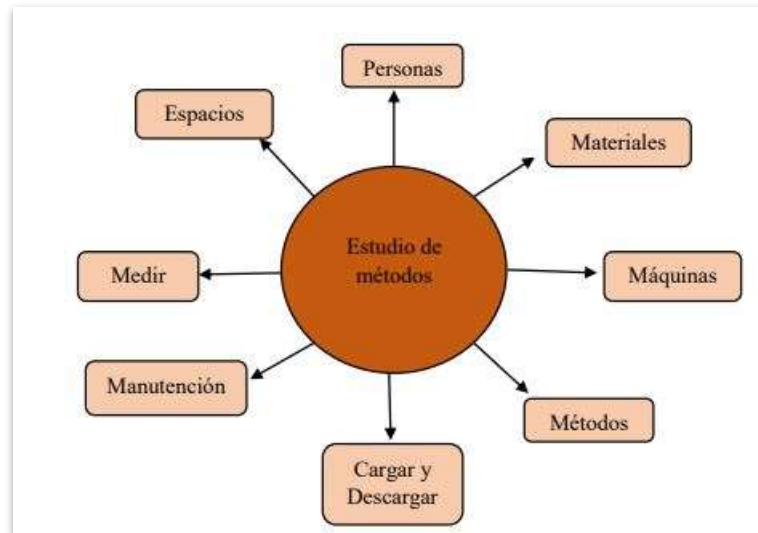 Personas
Espacios
Materiales
Estudio de
métodos
Medir
Máquinas
Manutención
Métodos
Cargar y
Descargar